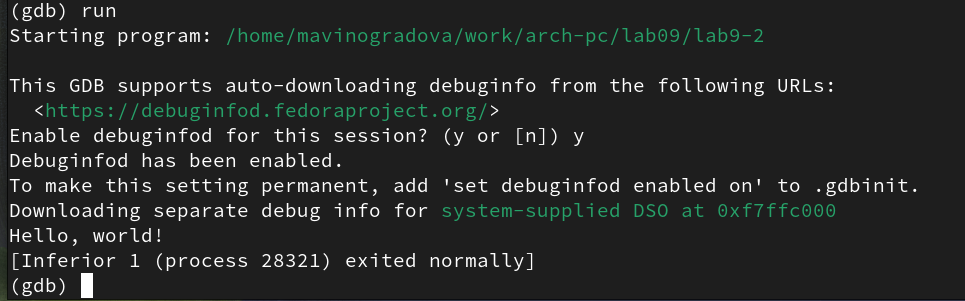 (gdb) run
Starting program: /home/mavinogradova/work/arch-pc/lab09/lab9-2

This GDB supports auto-downloading debuginfo from the following URLs:
  <https://debuginfod.fedoraproject.org/>
Enable debuginfod for this session? (y or [n]) y
Debuginfod has been enabled.
To make this setting permanent, add 'set debuginfod enabled on' to .gdbinit.
Downloading separate debug info for system-supplied DSO at 0xf7ffc000
Hello, world!
[Inferior 1 (process 28321) exited normally]
(gdb)